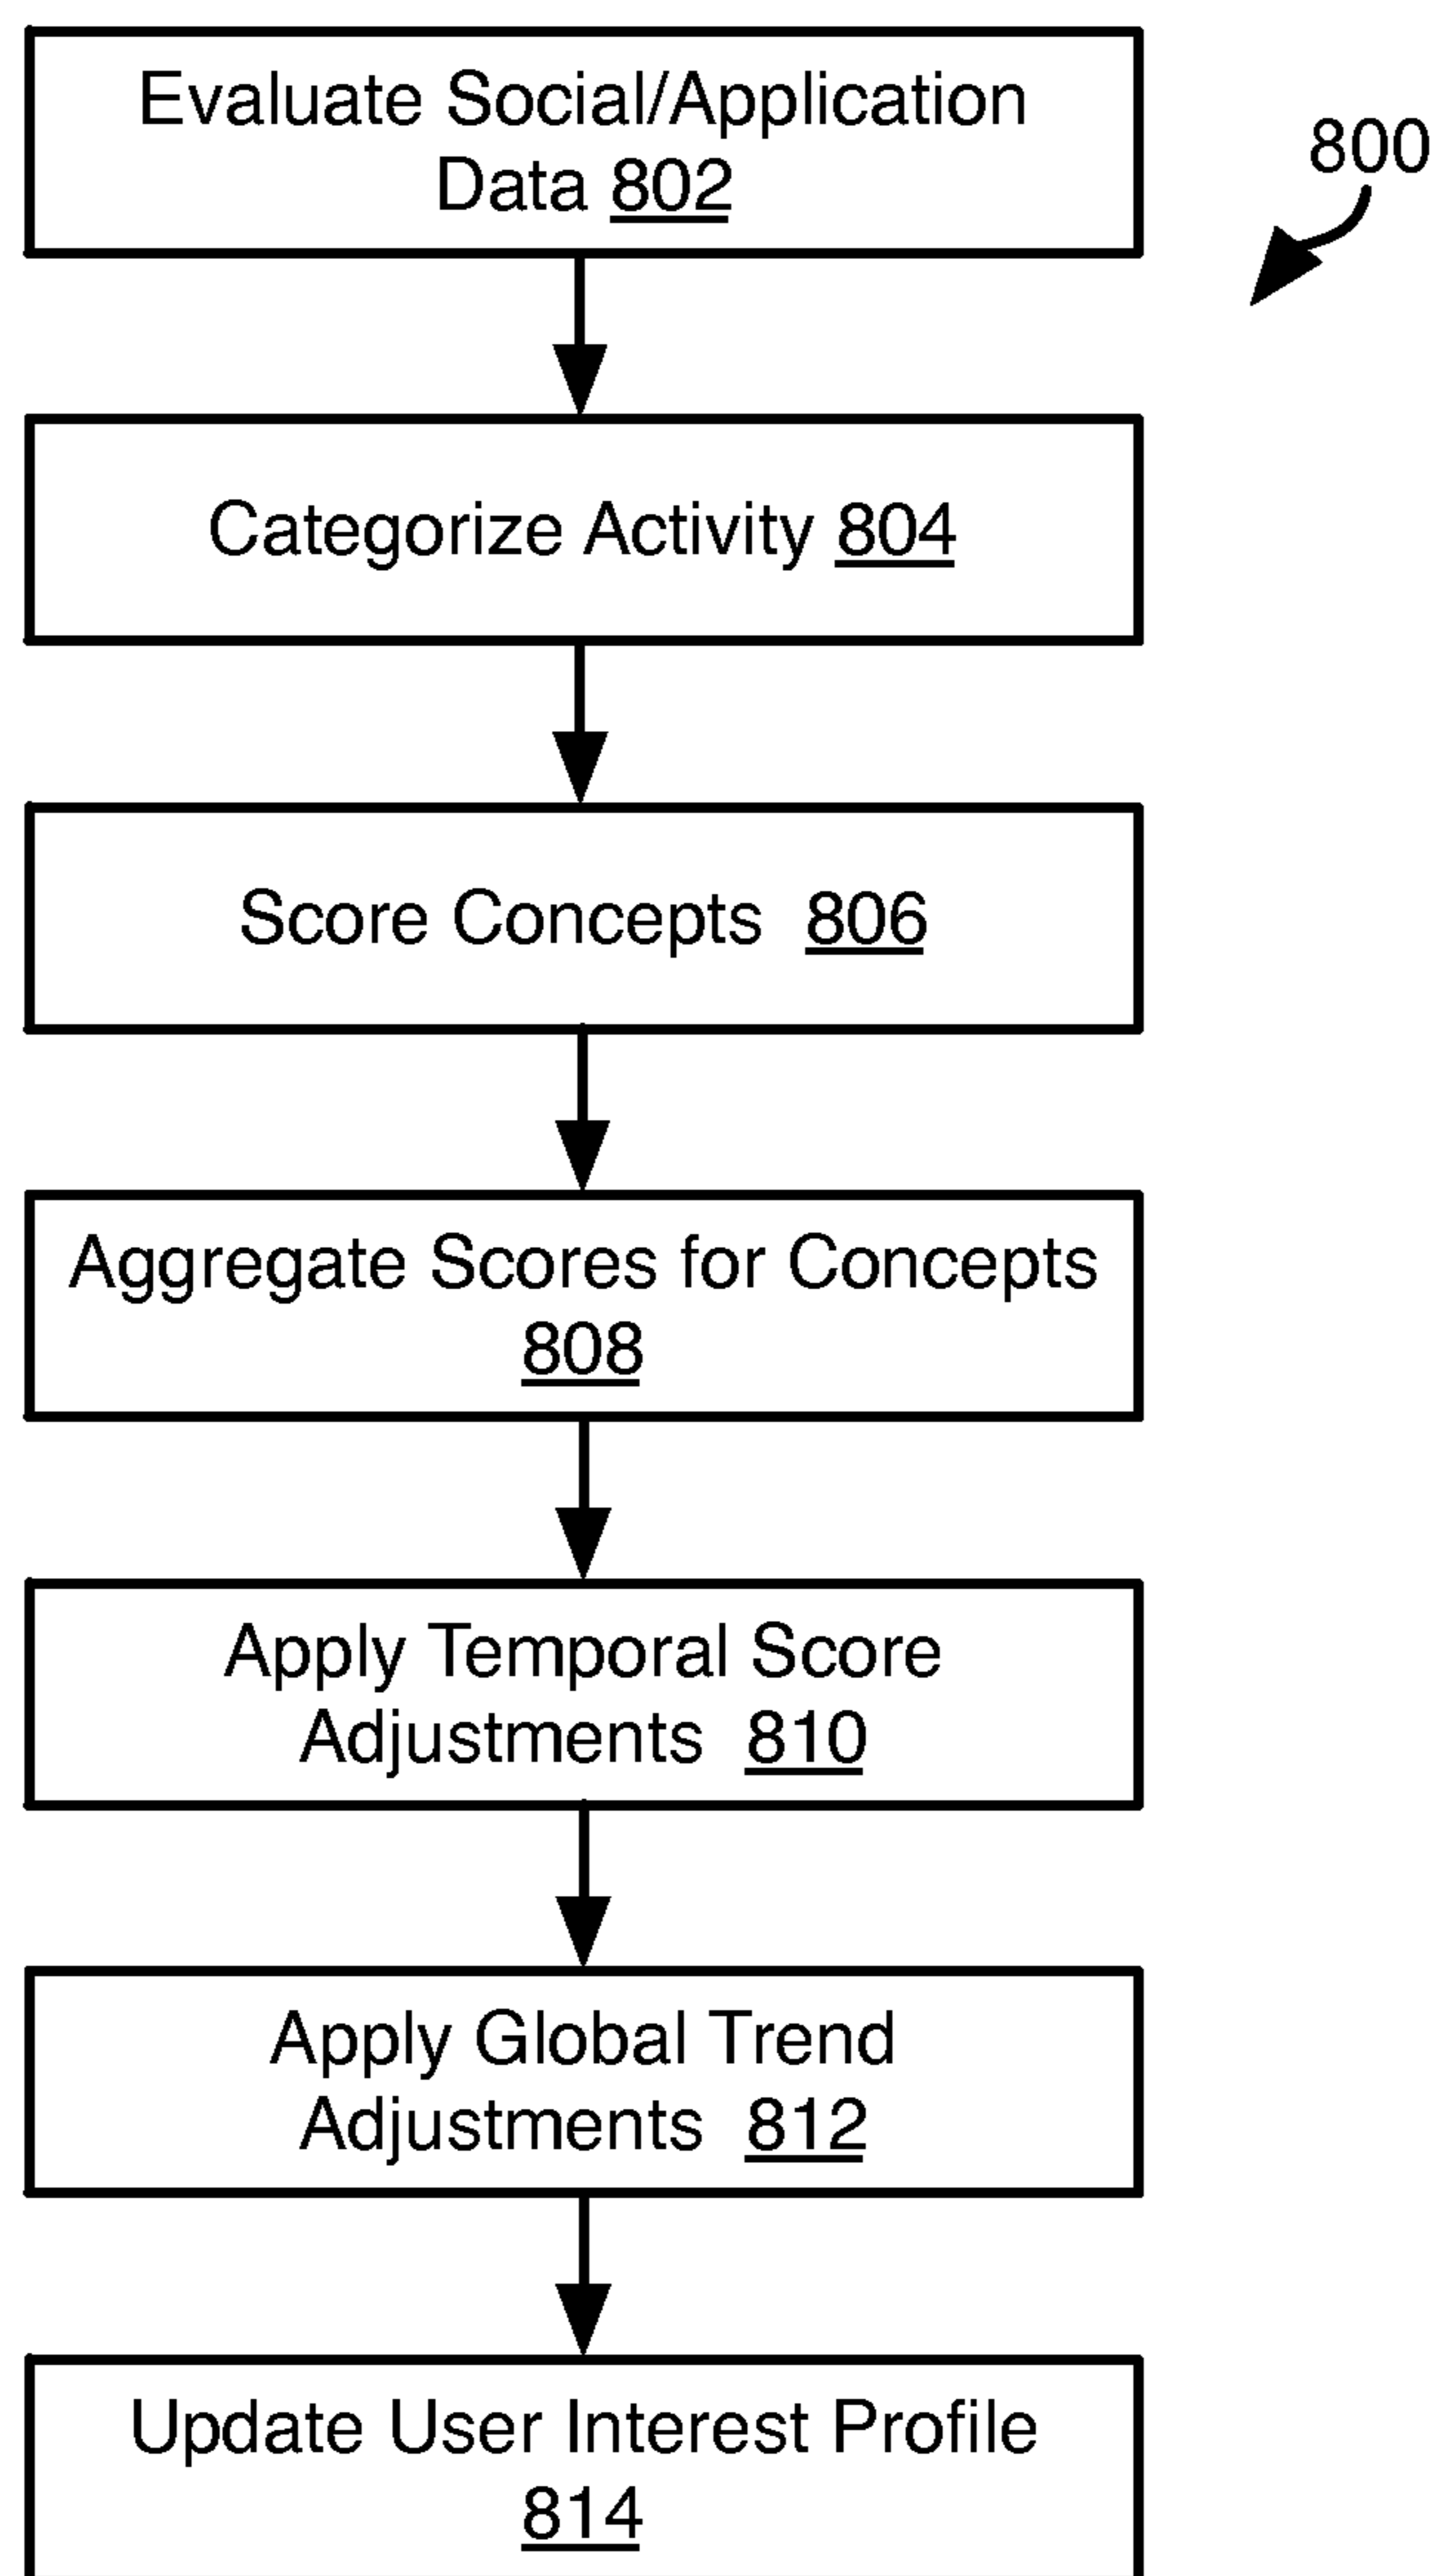 Evaluate Social/Application
Data 802
800
Categorize Activity 804
Score Concepts 806
Aggregate Scores for Concepts
808
Apply Temporal Score
Adjustments 810
Apply Global Trend
Adjustments 812
Update User Interest Profile
814